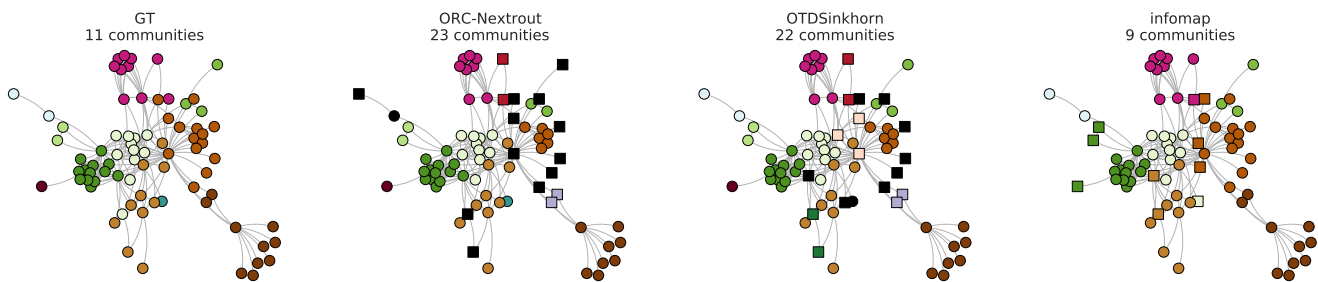 GT
11 communities
ORC-Nextrout
23 communities
OTDSinkhorn
22 communities
infomap
9 communities